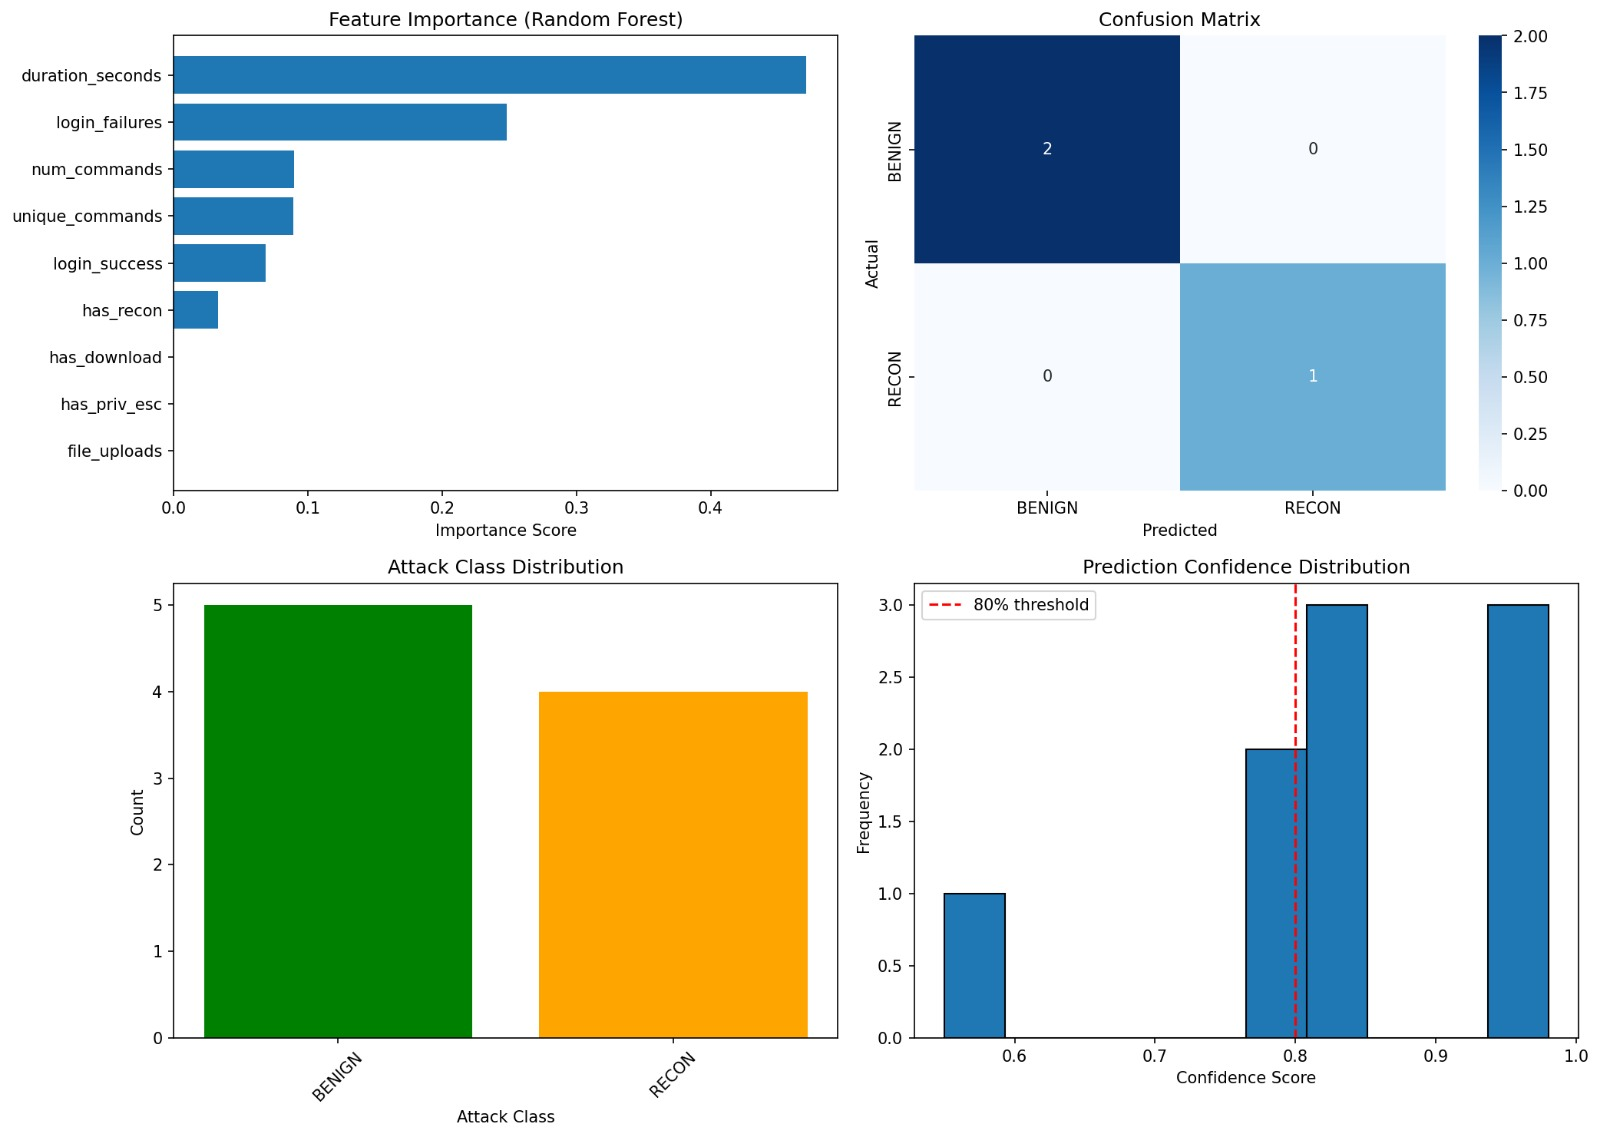 Feature Importance (Random Forest)
duration_seconds
login_failures
num_commands
unique_commands
login_success
has_recon
has_download
has_priv_esc
file_uploads
0.0 0.1 0.2 0.3 0.4
Importance Score
Confusion Matrix
Actual
BENIGN
RECON
2 0
0 1
BENIGN RECON
Predicted
2.00
1.75
1.50
1.25
1.00
0.75
0.50
0.25
0.00
Attack Class Distribution
Count
5
4
3
2
1
0
BENIGN RECON
Attack Class
Prediction Confidence Distribution
80% threshold
Frequency
3.0
2.5
2.0
1.5
1.0
0.5
0.0
0.6 0.7 0.8 0.9 1.0
Confidence Score